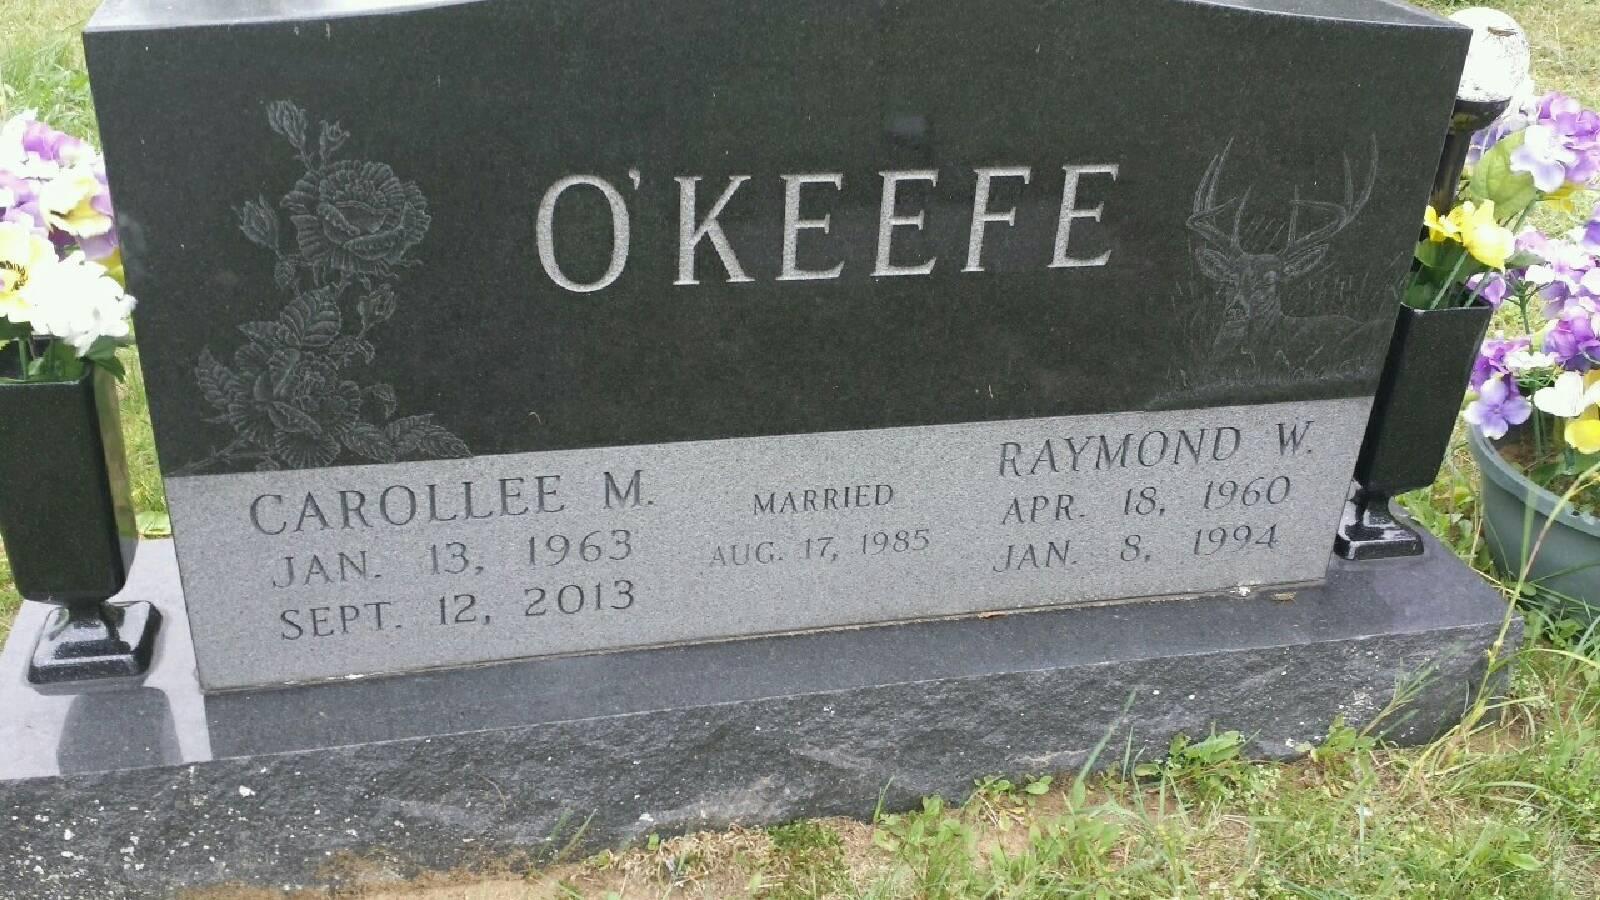 O'KEEFE
CAROLLEE M.
JAN. 13, 1963
SEPT. 12, 2013
MARRIED
AUG. 17, 1985
RAYMOND W.
APR. 18, 1960
JAN. 8, 1994